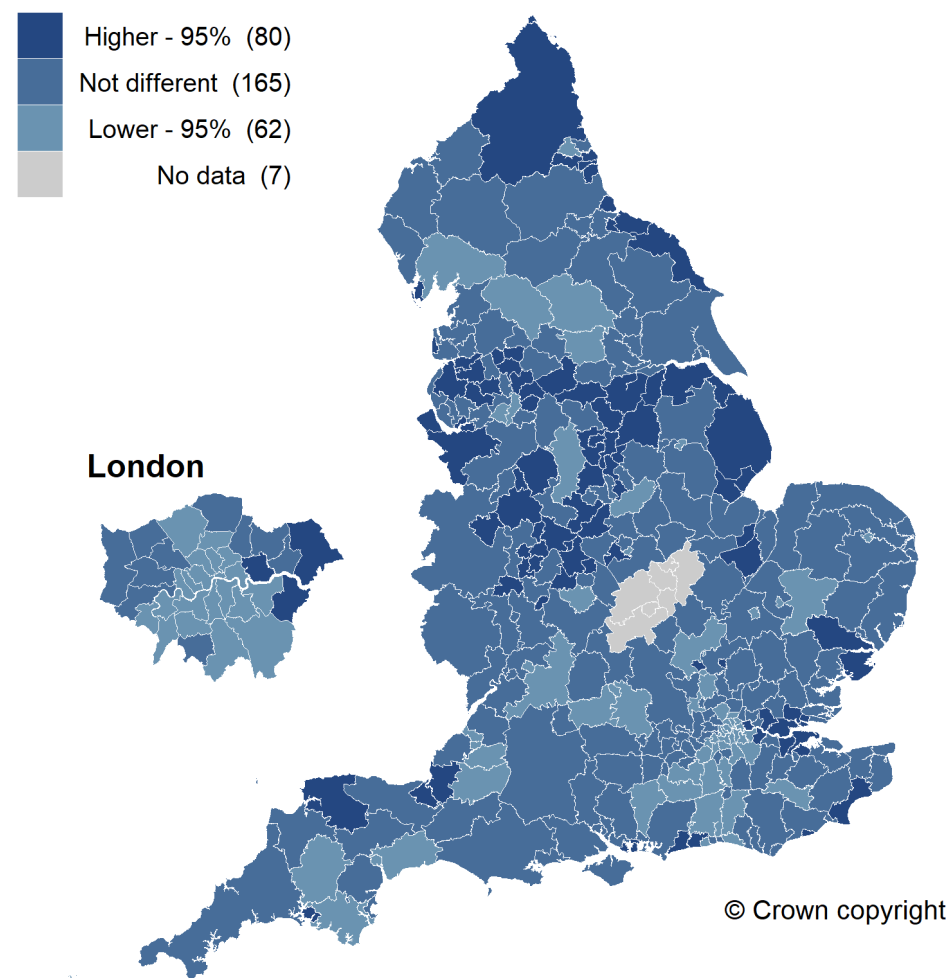 Higher - 95%  (80)
Not different  (165)
Lower - 95%  (62)
No data  (7)
London
© Crown copyright